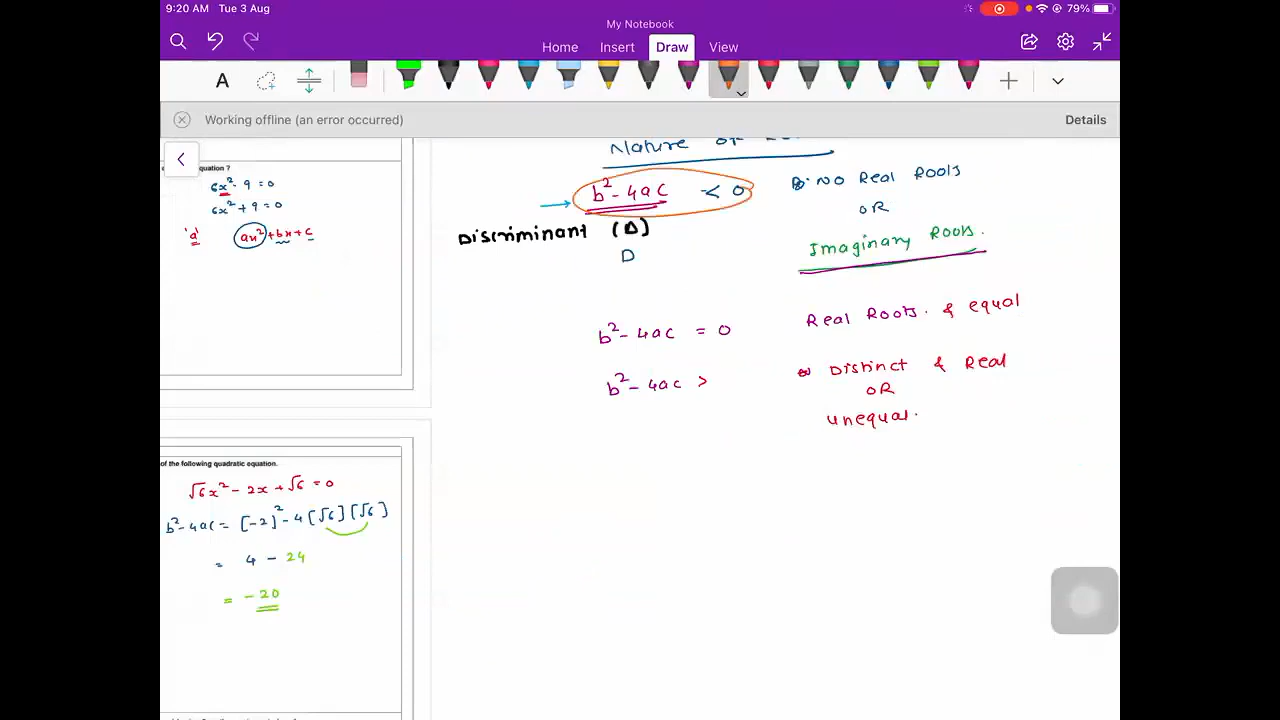 9:20 AM Tue 3 Aug
79%
My Notebook
Home Insert Draw View
A
Working offline (an error occurred)
Details
equation ?
6x² - 9 = 0
6x² + 9 = 0
'a' ax² + bx + c
Nature of
b² - 4ac < 0
Discriminant (Δ)
D
No Real Roots
OR
Imaginary Roots.
b² - 4ac = 0
Real Roots. & equal
b² - 4ac >
Distinct & Real
OR
unequal.
of the following quadratic equation.
√6x² - 2x + √6 = 0
b² - 4ac = [-2]² - 4[√6][√6]
= 4 - 24
= -20